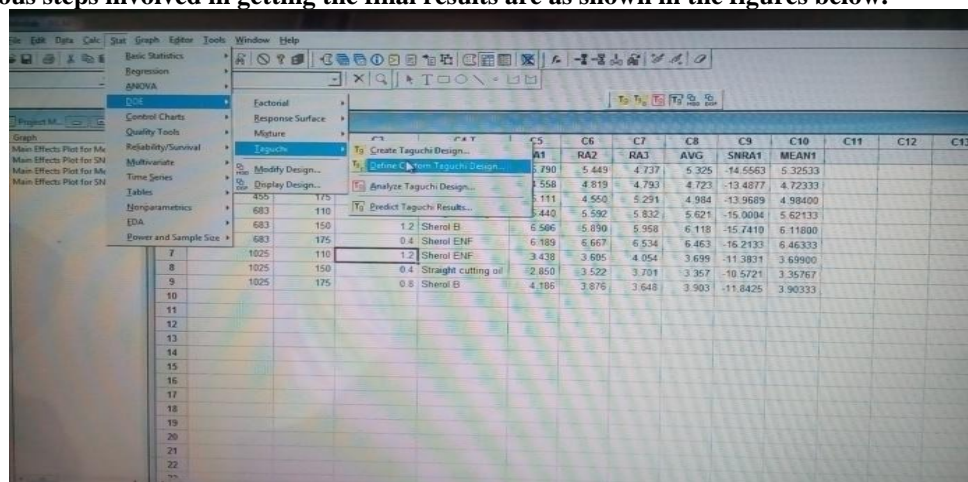 ous steps involved in getting the final results are as shown in the figures below.
Edit Data Calc Stat Graph Editor Tools Window Help
Basic Statistics
Regression
ANOVA
DOE
Control Charts
Quality Tools
Reliability/Survival
Multivariate
Time Series
Tables
Nonparametrics
EDA
Power and Sample Size
Factorial
Response Surface
Mixture
Taguchi
Modify Design...
Display Design...
Create Taguchi Design...
Define Custom Taguchi Design...
Analyze Taguchi Design...
Predict Taguchi Results...
Project M...
Graph
Main Effects Plot for Me
Main Effects Plot for SN
Main Effects Plot for Me
Main Effects Plot for SN
C5 C6 C7 C8 C9 C10 C11 C12 C13
A1 RA2 RA3 AVG SNRA1 MEAN1
5.790 5.449 4.737 5.325 -14.5563 5.32533
4.558 4.819 4.793 4.723 -13.4877 4.72333
455 175 5.111 4.550 5.291 4.984 -13.9689 4.98400
683 110 5.440 5.592 5.832 5.621 -15.0004 5.62133
683 150 1.2 Sherol B 6.506 5.890 5.958 6.118 -15.7410 6.11800
683 175 0.4 Sherol ENF 6.189 6.667 6.534 6.463 -16.2133 6.46333
7 1025 110 1.2 Sherol ENF 3.438 3.605 4.054 3.699 -11.3831 3.69900
8 1025 150 0.4 Straight cutting oil 2.850 3.522 3.701 3.357 -10.5721 3.35767
9 1025 175 0.8 Sherol B 4.186 3.876 3.648 3.903 -11.8425 3.90333
10
11
12
13
14
15
16
17
18
19
20
21
22